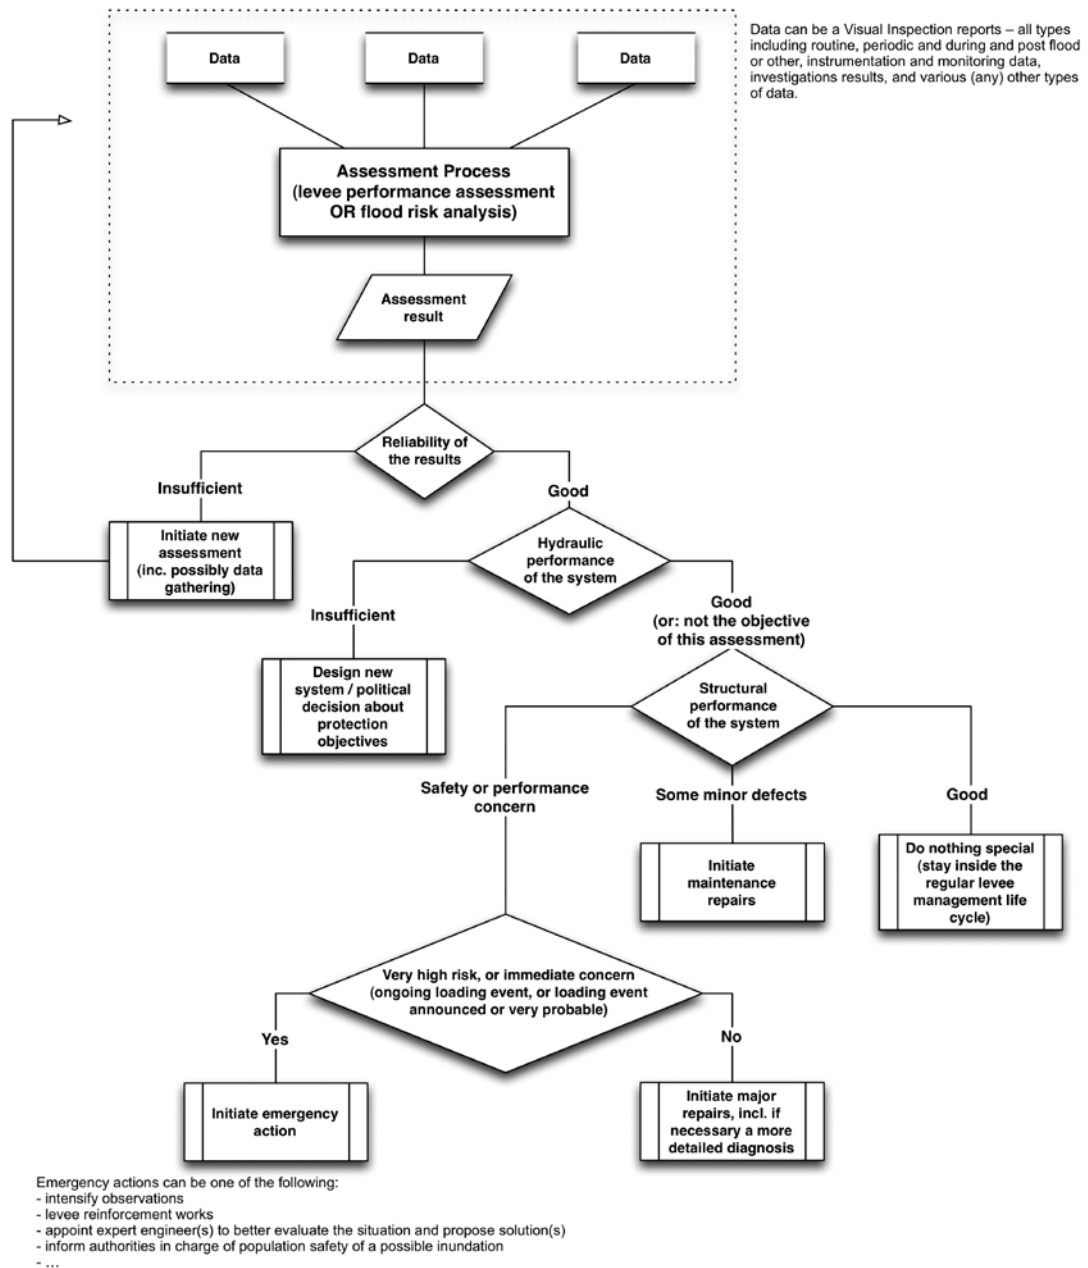 Data can be a Visual Inspection reports – all types
including routine, periodic and during and post flood
or other, instrumentation and monitoring data,
investigations results, and various (any) other types
of data.
Data
Data
Data
Assessment Process
(levee performance assessment
OR flood risk analysis)
Assessment
result
Reliability of
the results
Insufficient
Good
Initiate new
assessment
(inc. possibly data
gathering)
Hydraulic
performance
of the system
Insufficient
Good
(or: not the objective
of this assessment)
Design new
system / political
decision about
protection
objectives
Structural
performance
of the system
Safety or performance
concern
Some minor defects
Good
Initiate
maintenance
repairs
Do nothing special
(stay inside the
regular levee
management life
cycle)
Very high risk, or immediate concern
(ongoing loading event, or loading event
announced or very probable)
Yes
No
Initiate emergency
action
Initiate major
repairs, incl. if
necessary a more
detailed diagnosis
Emergency actions can be one of the following:
- intensify observations
- levee reinforcement works
- appoint expert engineer(s) to better evaluate the situation and propose solution(s)
- inform authorities in charge of population safety of a possible inundation
- ...